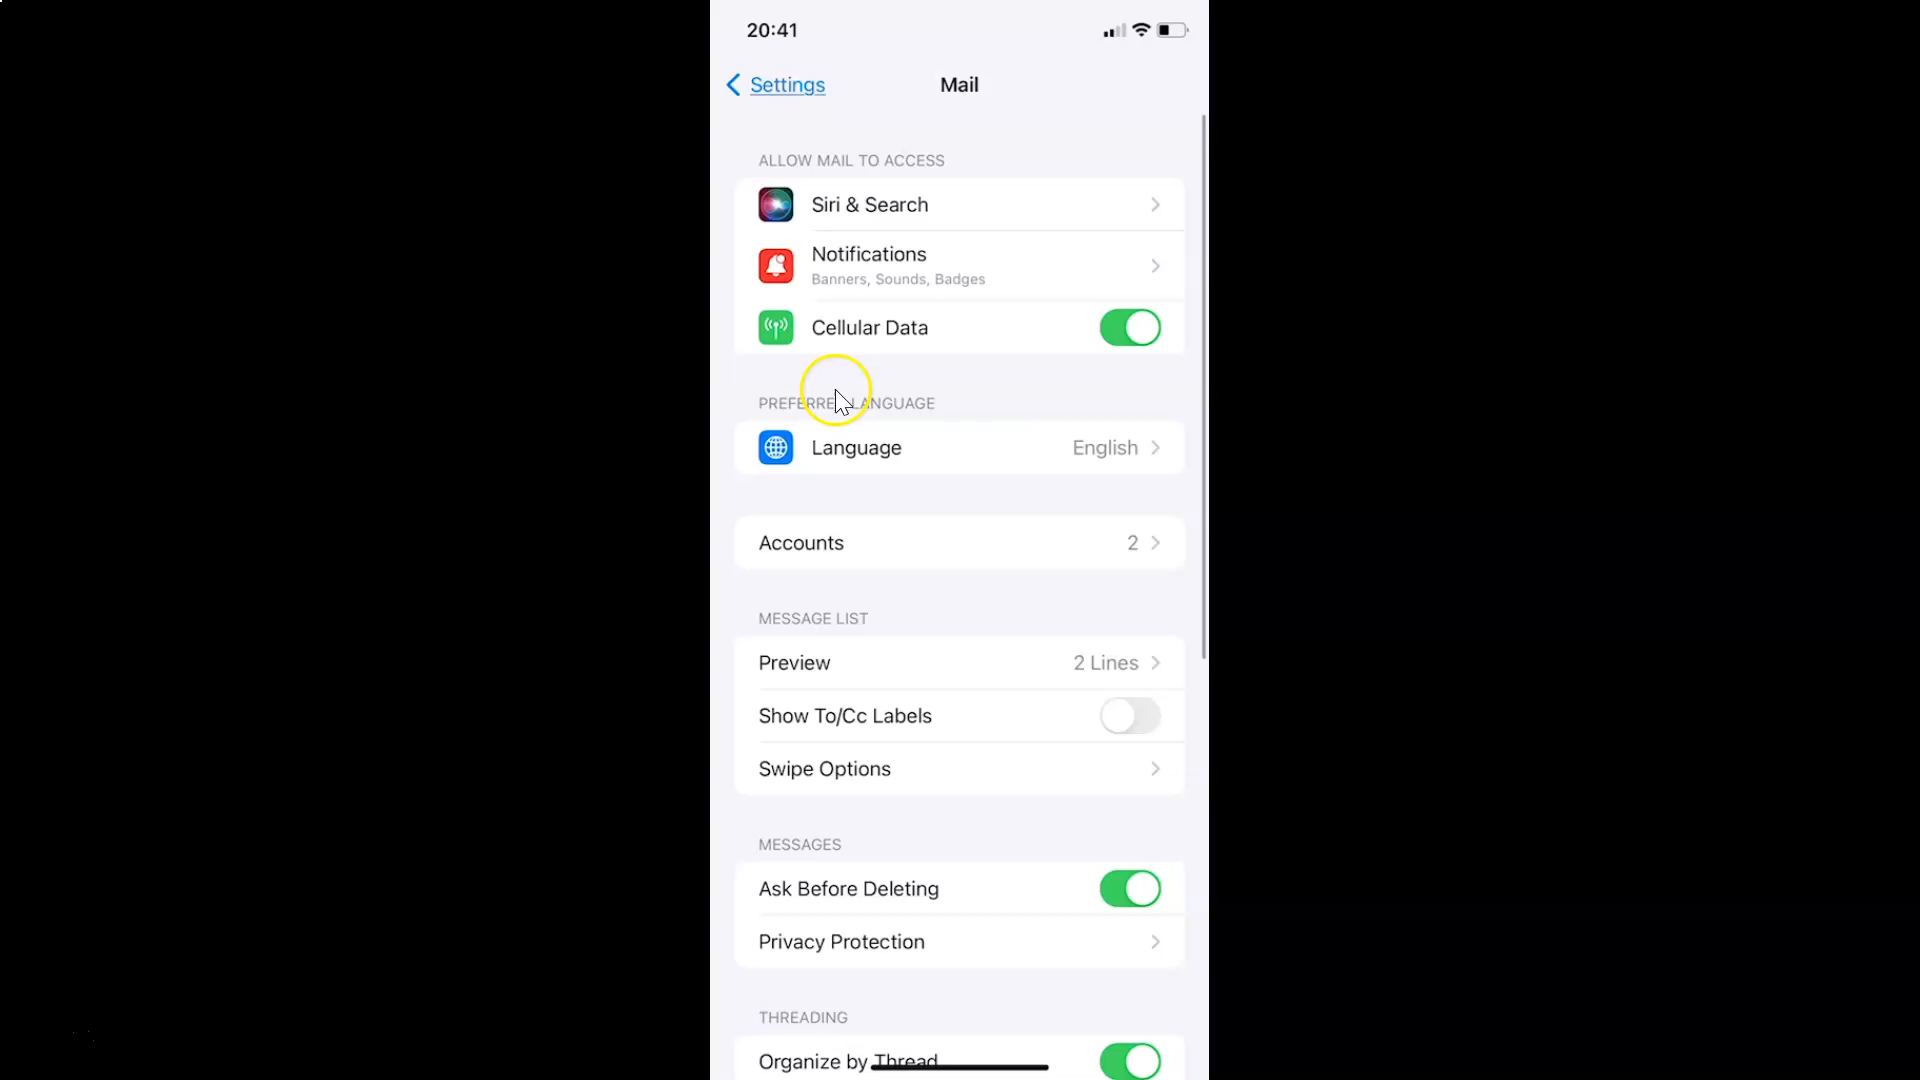 20:41
Settings
Mail
ALLOW MAIL TO ACCESS
Siri & Search
Notifications
Banners, Sounds, Badges
Cellular Data
PREFERRED LANGUAGE
Language English
Accounts 2
MESSAGE LIST
Preview 2 Lines
Show To/Cc Labels
Swipe Options
MESSAGES
Ask Before Deleting
Privacy Protection
THREADING
Organize by Thread